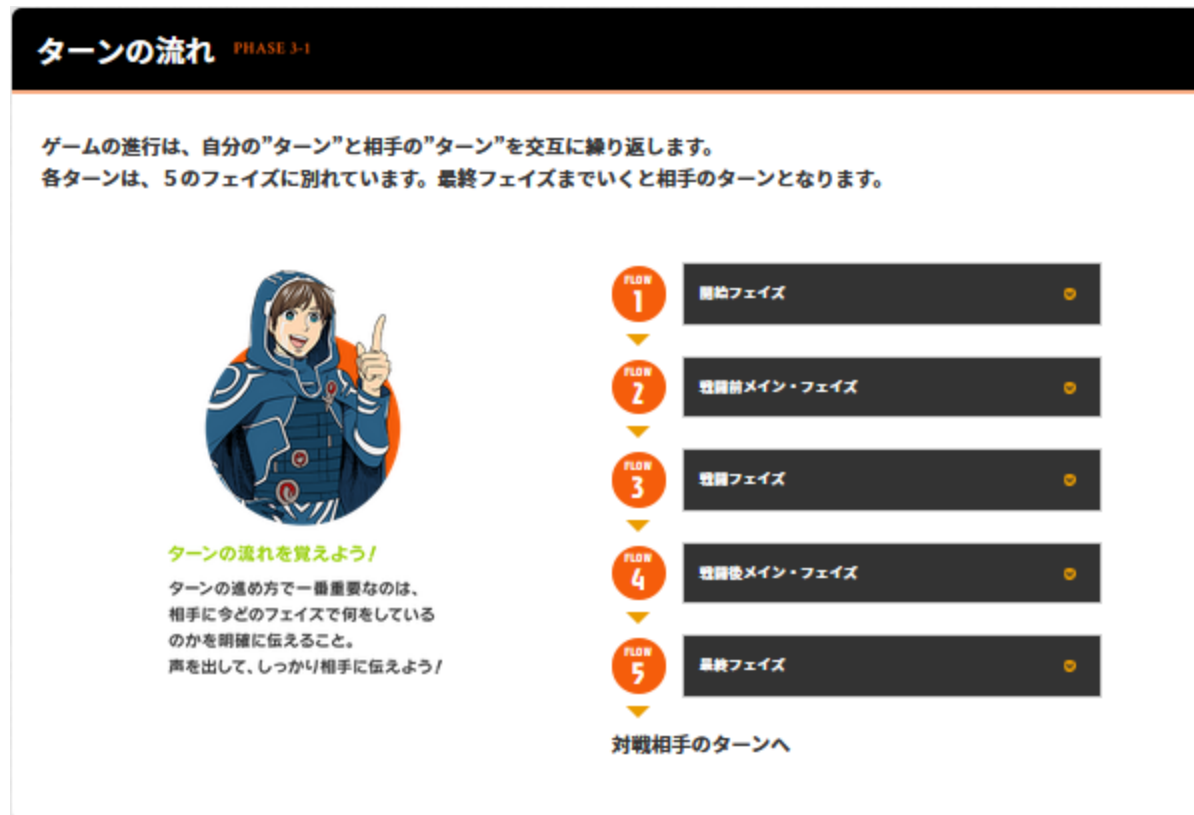 ターンの流れ PHASE 3-1
ゲームの進行は、自分の”ターン”と相手の”ターン”を交互に繰り返します。
各ターンは、５のフェイズに別れています。最終フェイズまでいくと相手のターンとなります。
ターンの流れを覚えよう!
ターンの進め方で一番重要なのは、
相手に今どのフェイズで何をしている
のかを明確に伝えること。
声を出して、しっかり相手に伝えよう!
FLOW
1
開始フェイズ
FLOW
2
戦闘前メイン・フェイズ
FLOW
3
戦闘フェイズ
FLOW
4
戦闘後メイン・フェイズ
FLOW
5
最終フェイズ
対戦相手のターンへ